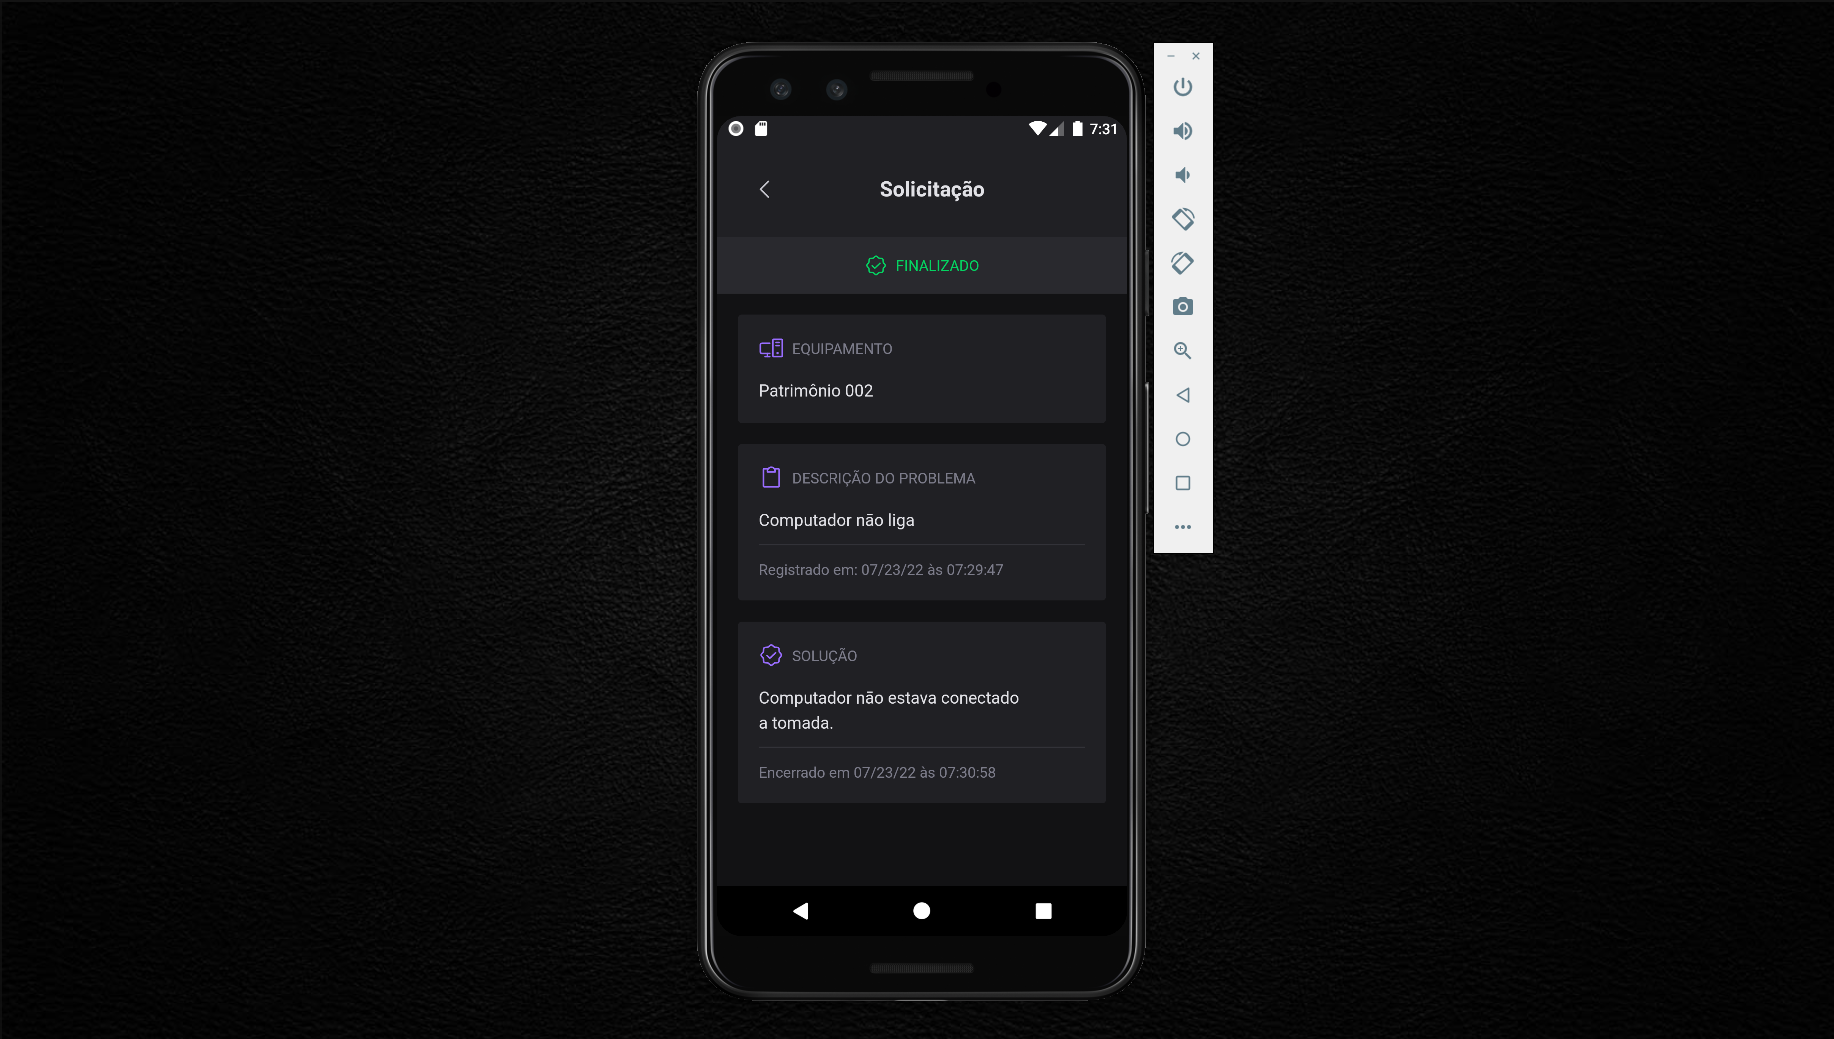 7:31
Solicitação
FINALIZADO
EQUIPAMENTO
Patrimônio 002
DESCRIÇÃO DO PROBLEMA
Computador não liga
Registrado em: 07/23/22 às 07:29:47
SOLUÇÃO
Computador não estava conectado
a tomada.
Encerrado em 07/23/22 às 07:30:58